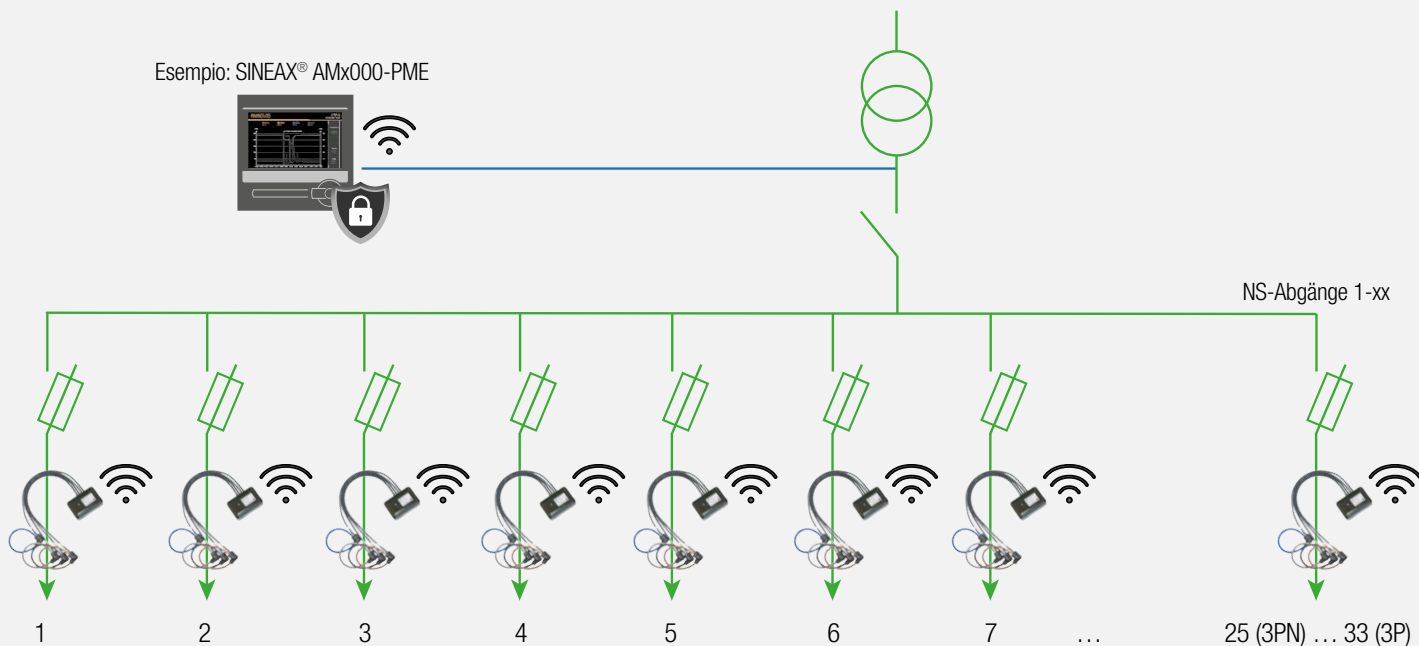 Esempio: SINEAX® AMx000-PME
NS-Abgänge 1-xx
1 2 3 4 5 6 7 … 25 (3PN) … 33 (3P)